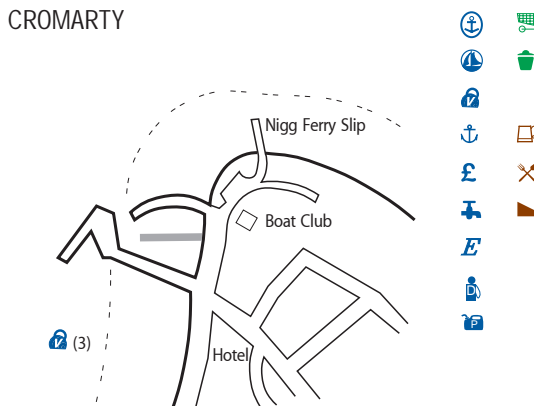 CROMARTY
Nigg Ferry Slip
V
£
Boat Club
E
D
P
V (3)
Hotel